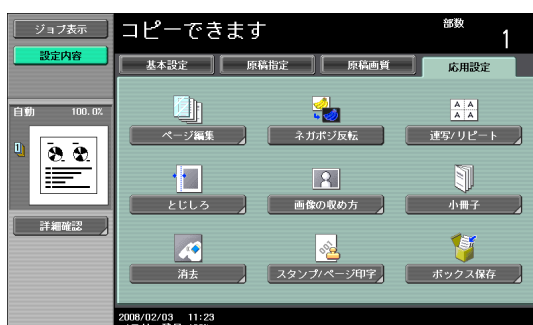 ジョブ表示
設定内容
コピーできます
部数
1
基本設定
原稿指定
原稿画質
応用設定
自動 100.0%
ページ編集
ネガポジ反転
連写/リピート
とじしろ
画像の収め方
小冊子
詳細確認
消去
スタンプ/ページ印字
ボックス保存
2008/02/03 11:23